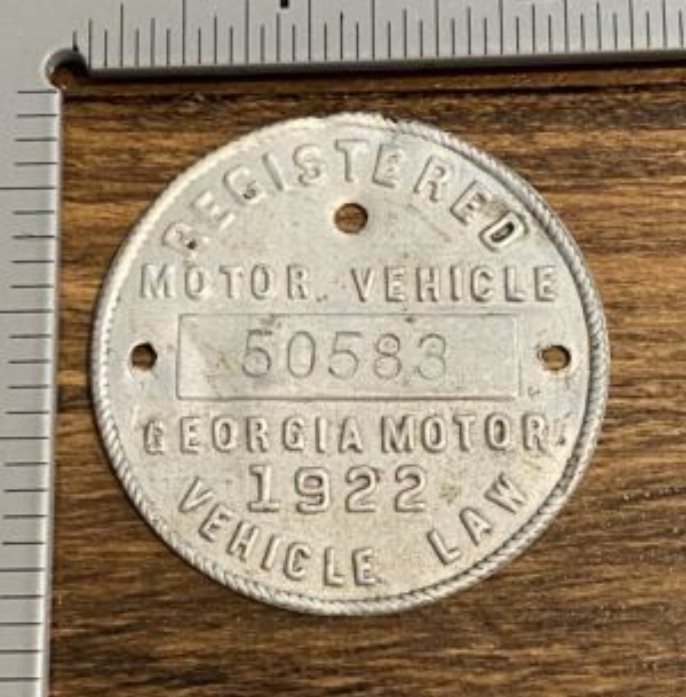 REGISTERED
MOTOR. VEHICLE
50583
GEORGIA MOTOR
1922
VEHICLE LAW